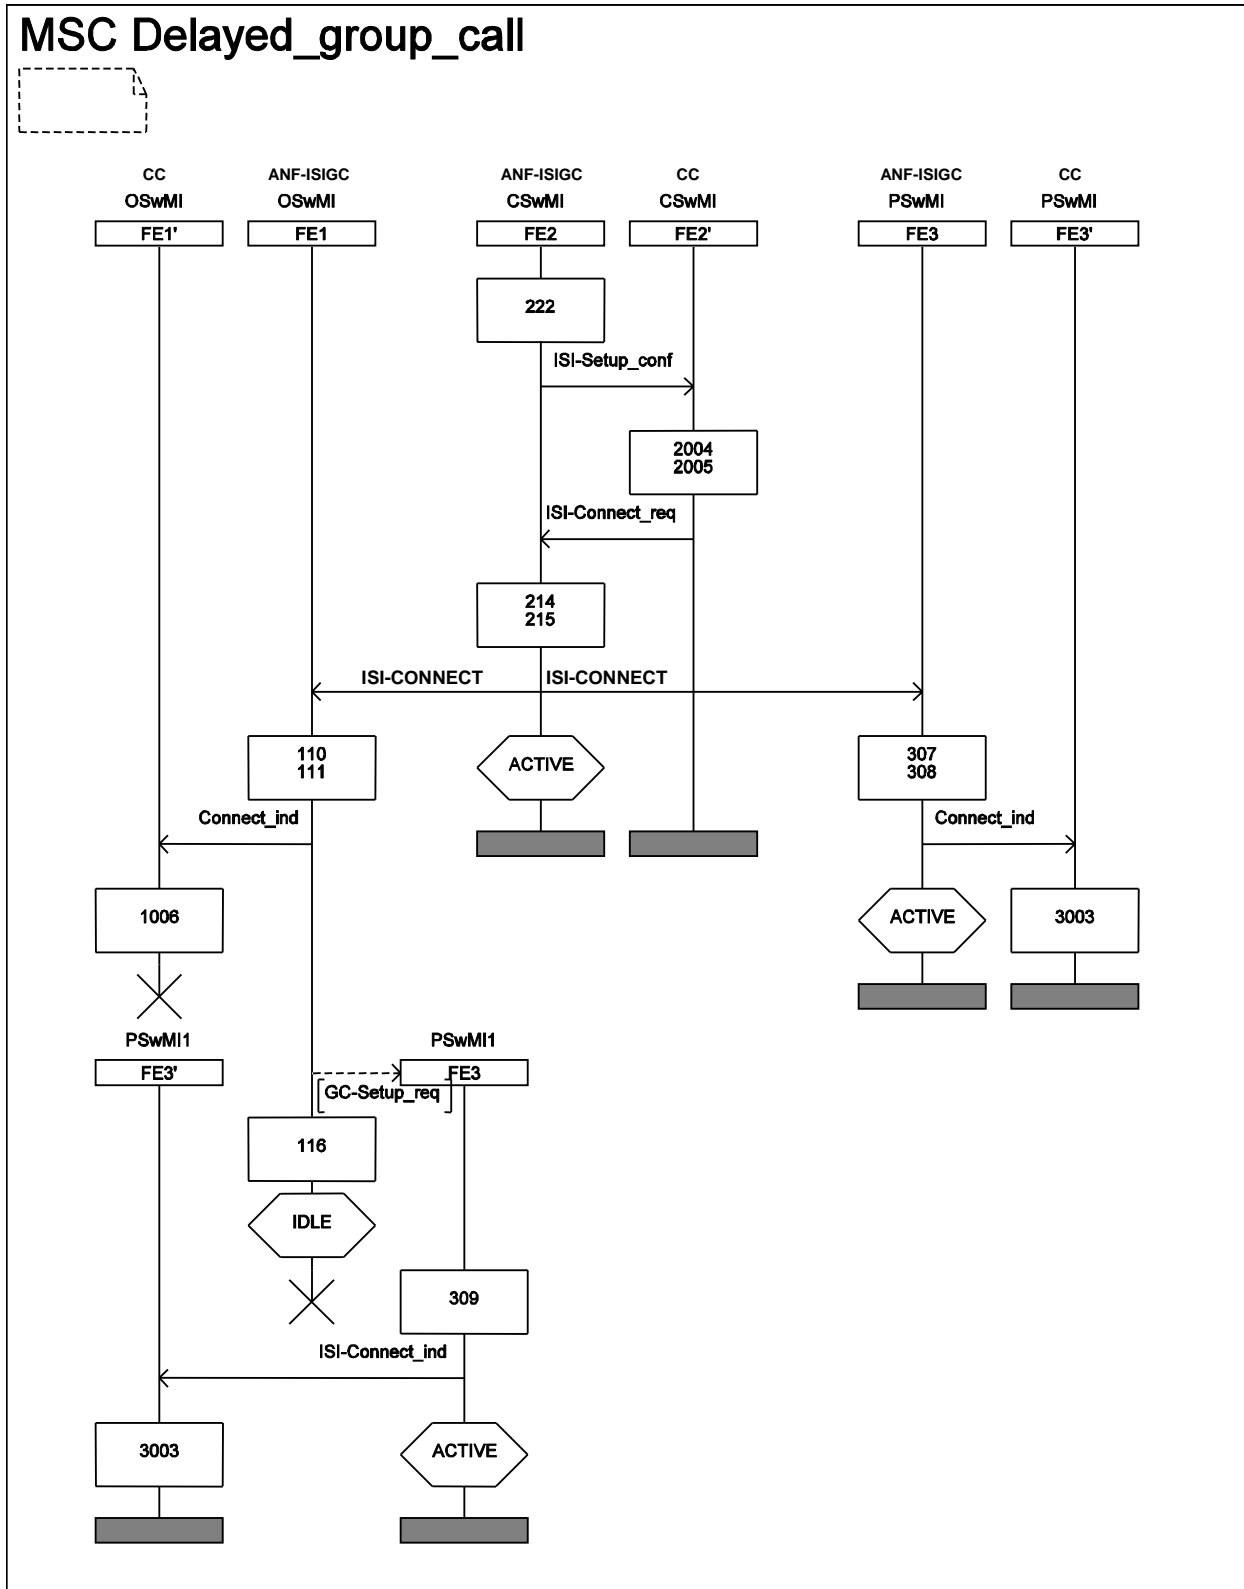 MSC Delayed_group_call
CC ANF-ISIGC ANF-ISIGC CC ANF-ISIGC CC
OSwMI OSwMI CSwMI CSwMI PSwMI PSwMI
FE1' FE1 FE2 FE2' FE3 FE3'
222
ISI-Setup_conf
2004
2005
ISI-Connect_req
214
215
ISI-CONNECT ISI-CONNECT
110 ACTIVE 307
111 308
Connect_ind Connect_ind
1006 ACTIVE 3003
PSwMI1 PSwMI1
FE3' FE3
GC-Setup_req
116
IDLE
309
ISI-Connect_ind
3003 ACTIVE